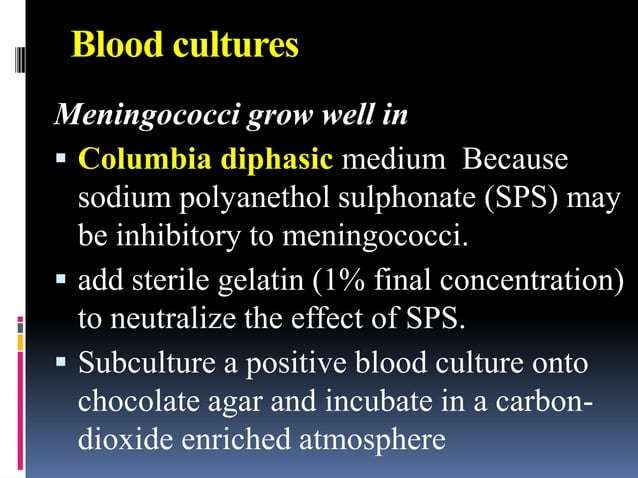 Blood cultures
Meningococci grow well in
▪ Columbia diphasic medium  Because
sodium polyanethol sulphonate (SPS) may
be inhibitory to meningococci.
▪ add sterile gelatin (1% final concentration)
to neutralize the effect of SPS.
▪ Subculture a positive blood culture onto
chocolate agar and incubate in a carbon-
dioxide enriched atmosphere